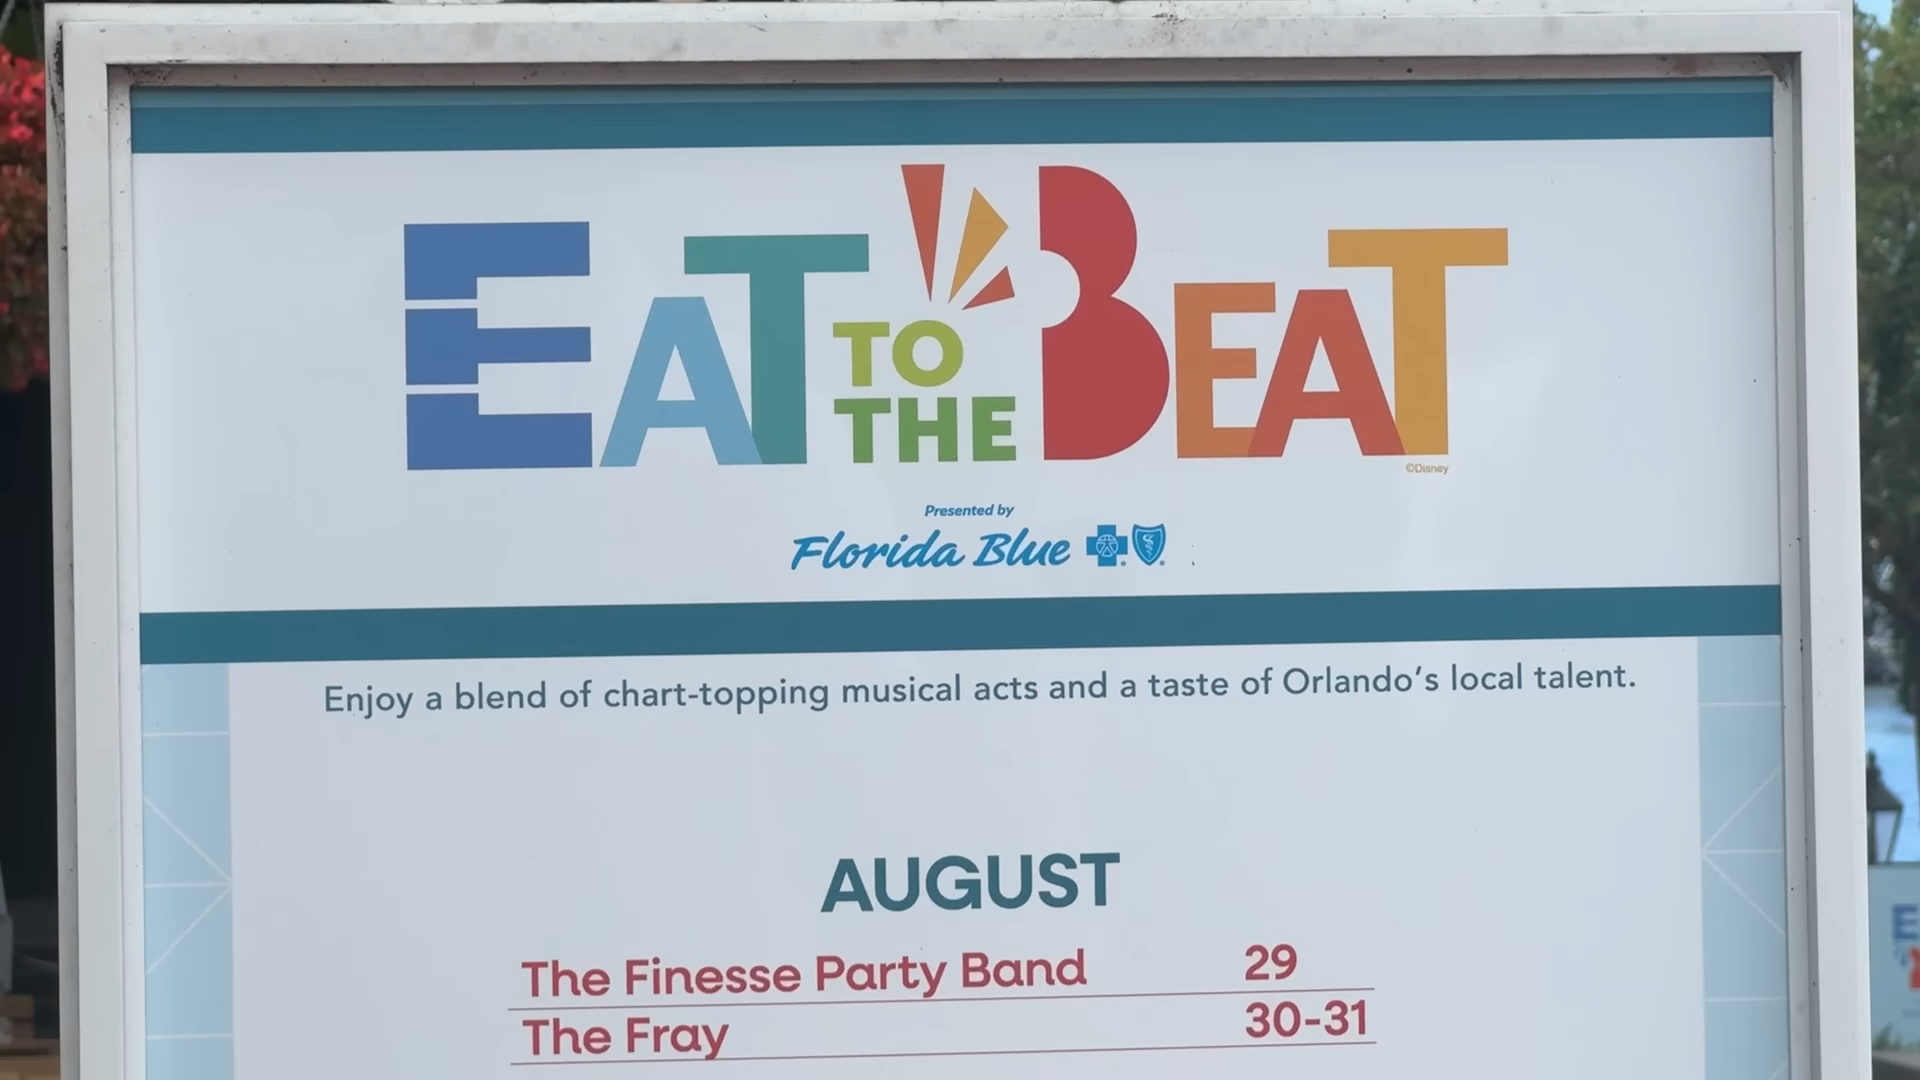 EAT TO THE BEAT
©Disney
Presented by
Florida Blue
Enjoy a blend of chart-topping musical acts and a taste of Orlando's local talent.
AUGUST
The Finesse Party Band 29
The Fray 30-31